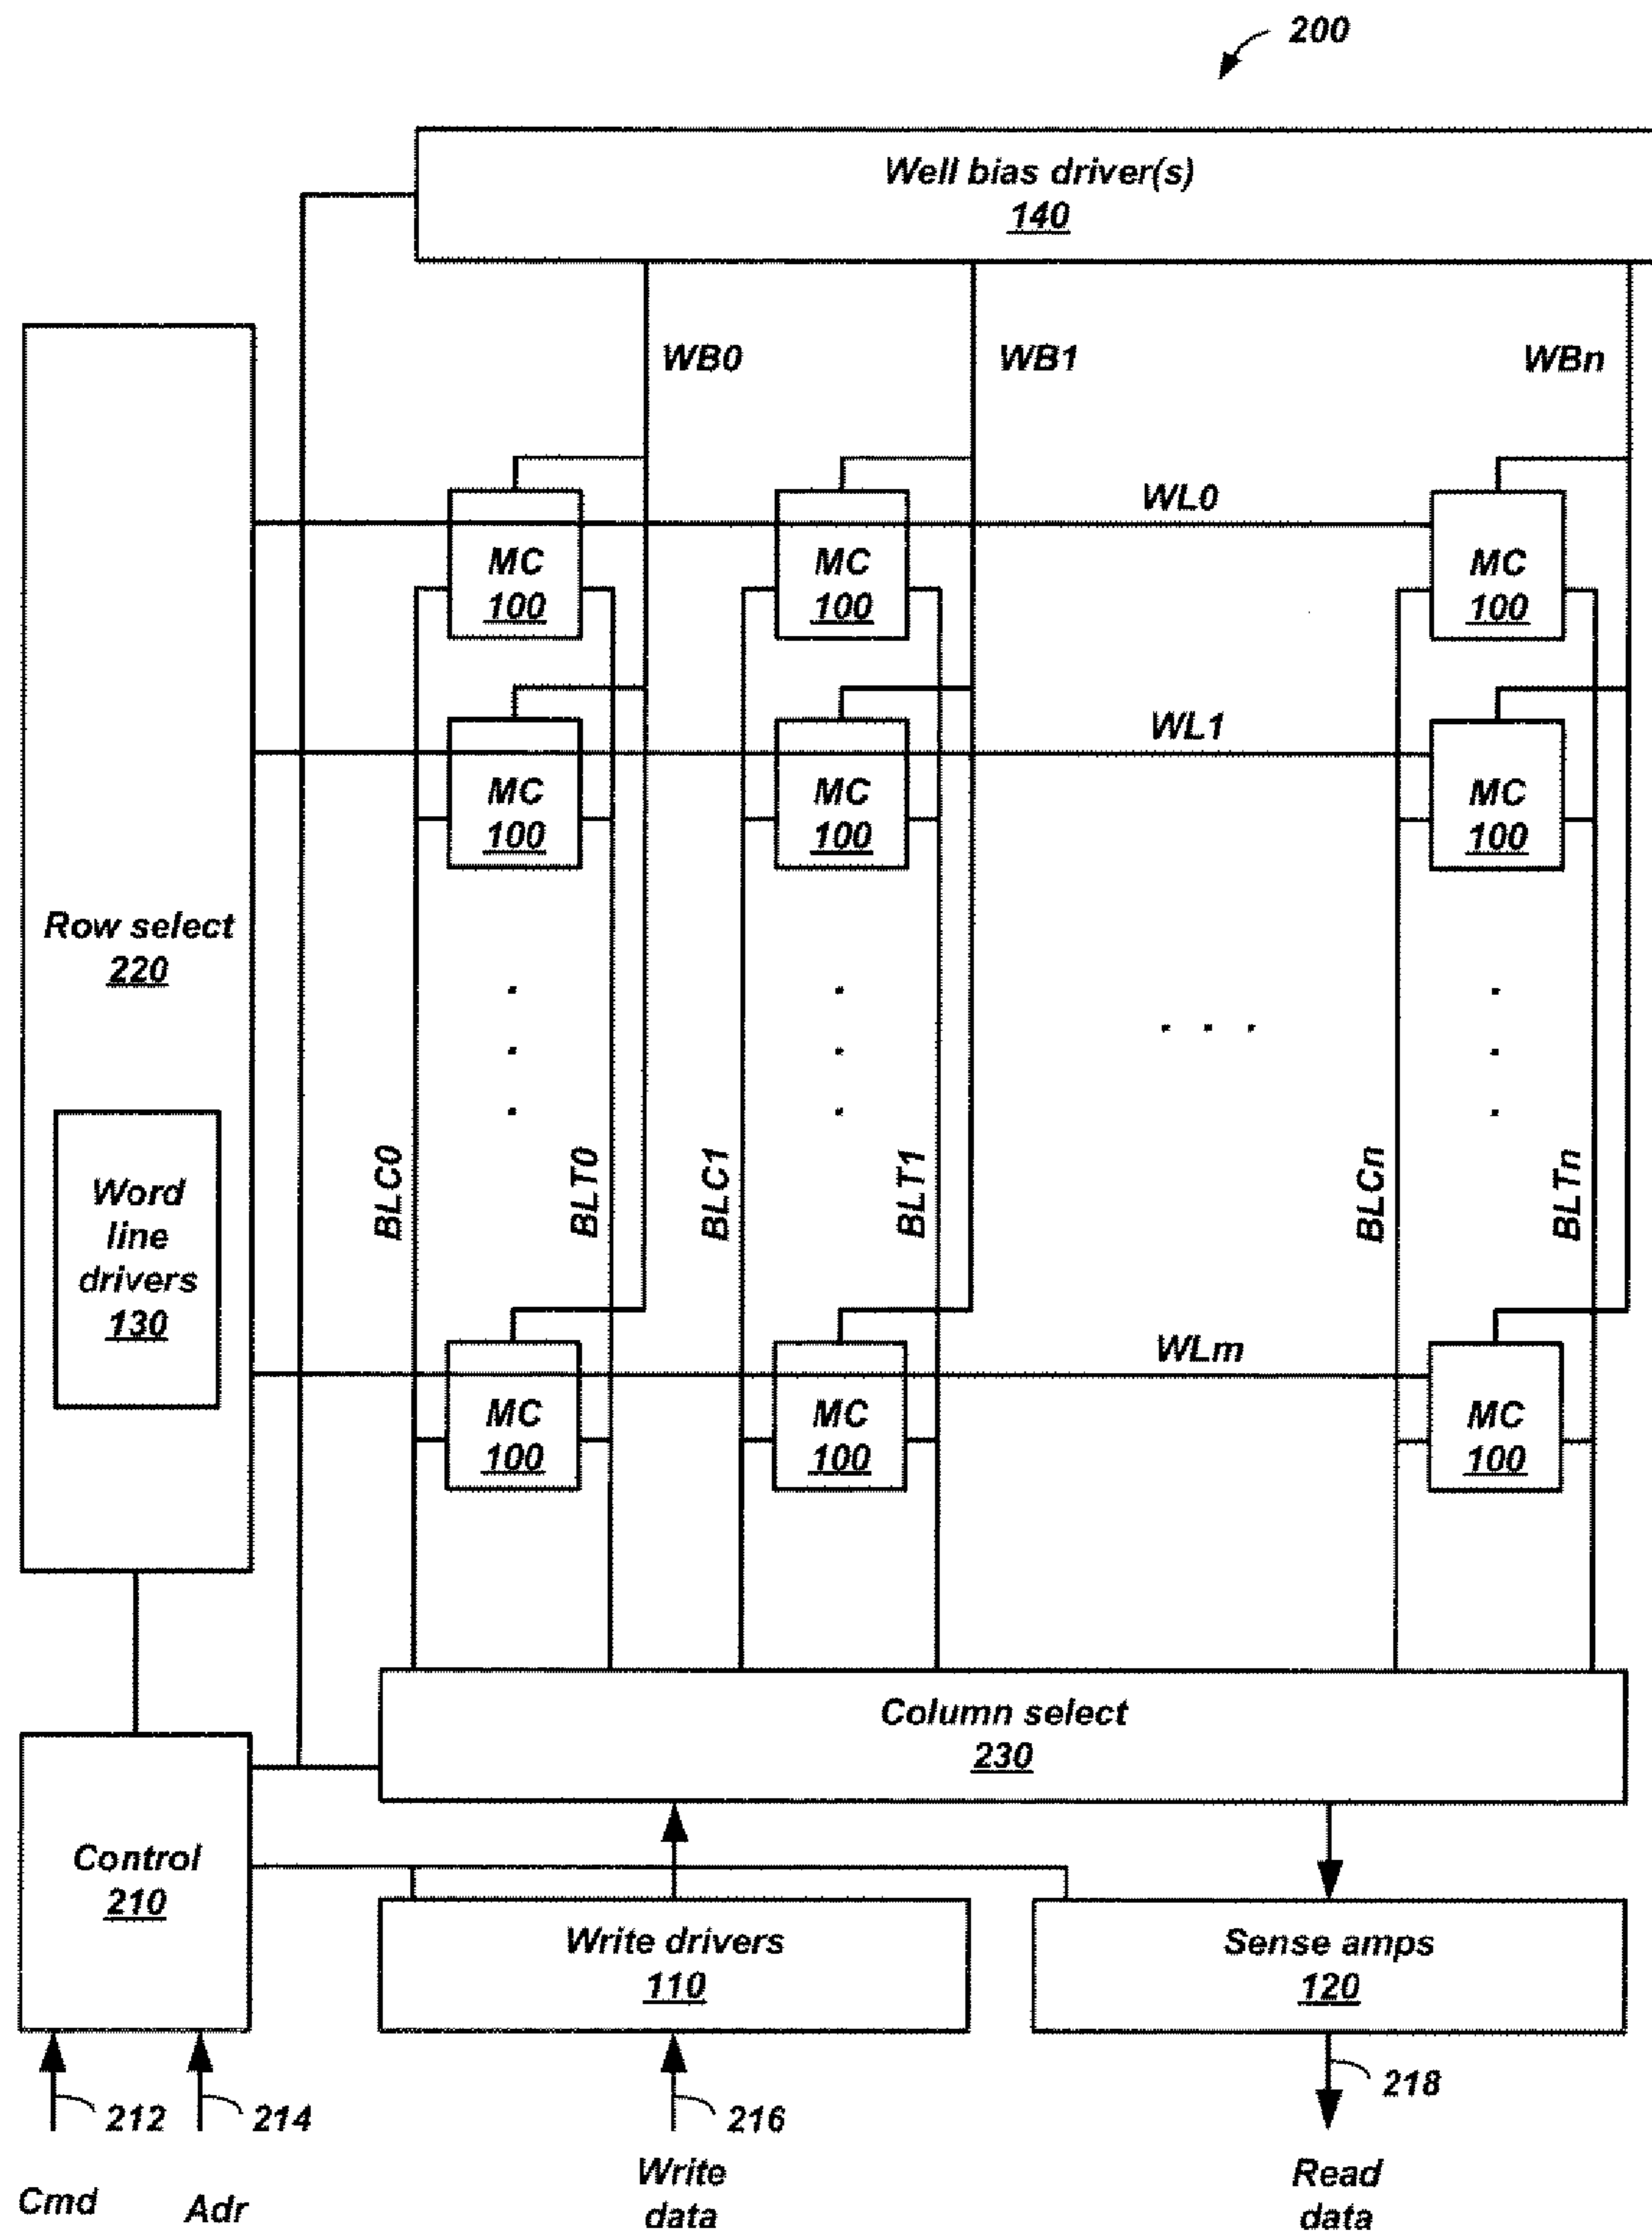 200
Well bias driver(s)
140
WB0
WB1
WBn
WL0
MC
100
MC
100
MC
100
WL1
MC
100
MC
100
MC
100
Row select
220
Word
line
drivers
130
BLC0
BLT0
BLC1
BLT1
BLCn
BLTn
WLm
MC
100
MC
100
MC
100
Column select
230
Control
210
Write drivers
110
Sense amps
120
212
214
216
218
Cmd
Adr
Write
data
Read
data